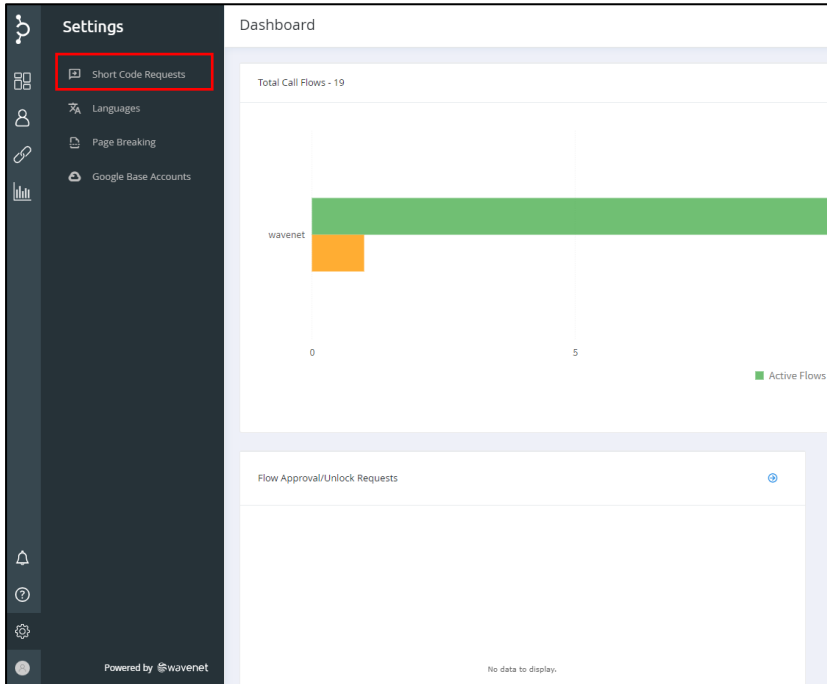 Settings
Short Code Requests
Languages
Page Breaking
Google Base Accounts
Powered by wavenet
Dashboard
Total Call Flows - 19
wavenet
0
5
Active Flows
Flow Approval/Unlock Requests
No data to display.